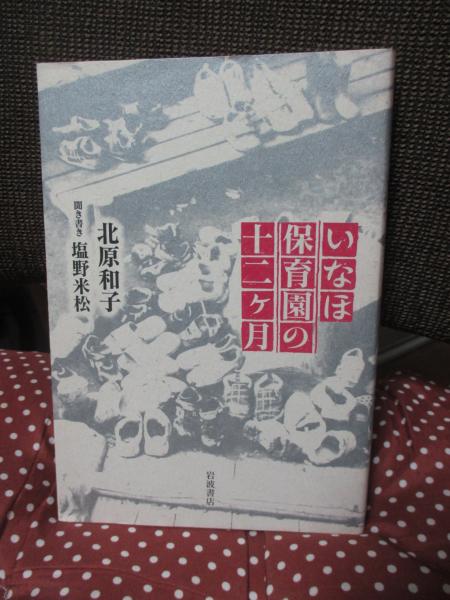 いなほ
保育園の
十二ヶ月
北原和子
聞き書き 塩野米松
岩波書店